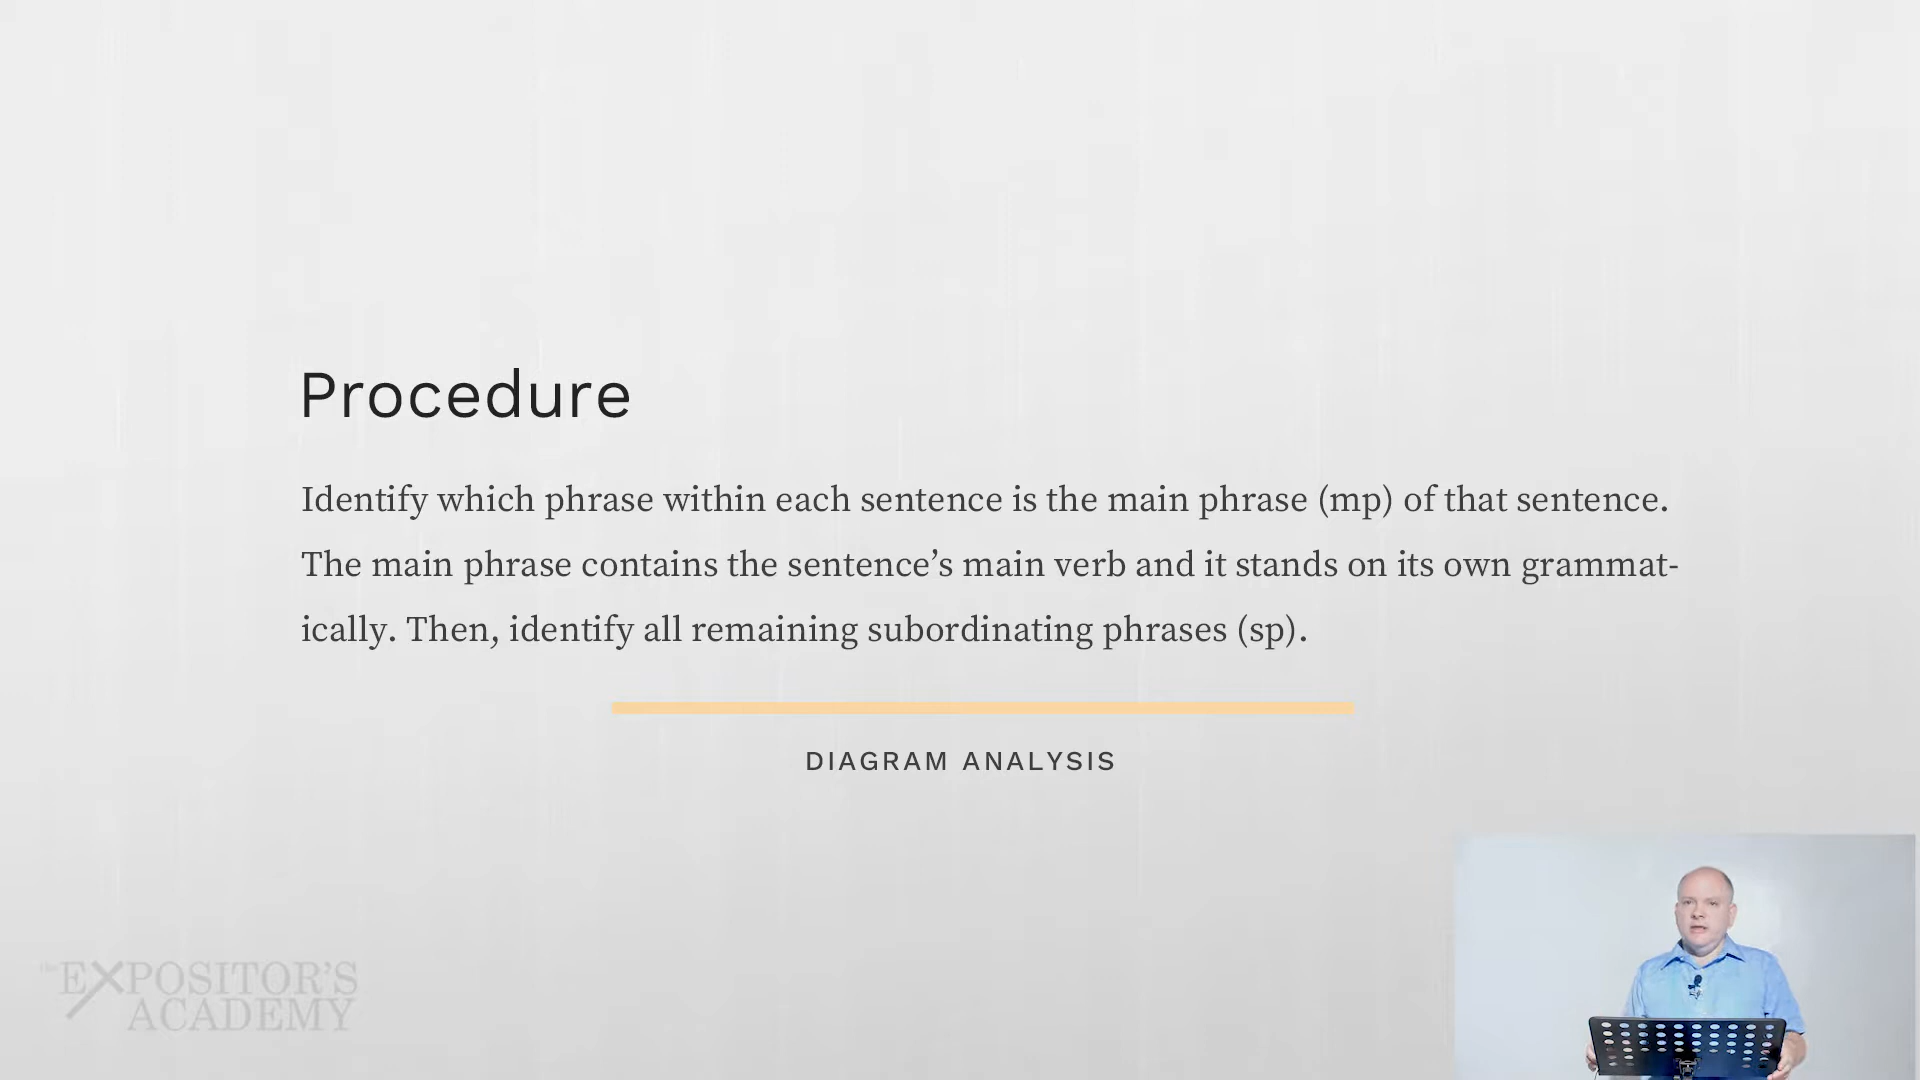 Procedure
Identify which phrase within each sentence is the main phrase (mp) of that sentence.
The main phrase contains the sentence’s main verb and it stands on its own grammat-
ically. Then, identify all remaining subordinating phrases (sp).
DIAGRAM ANALYSIS
the EXPOSITOR’S
ACADEMY